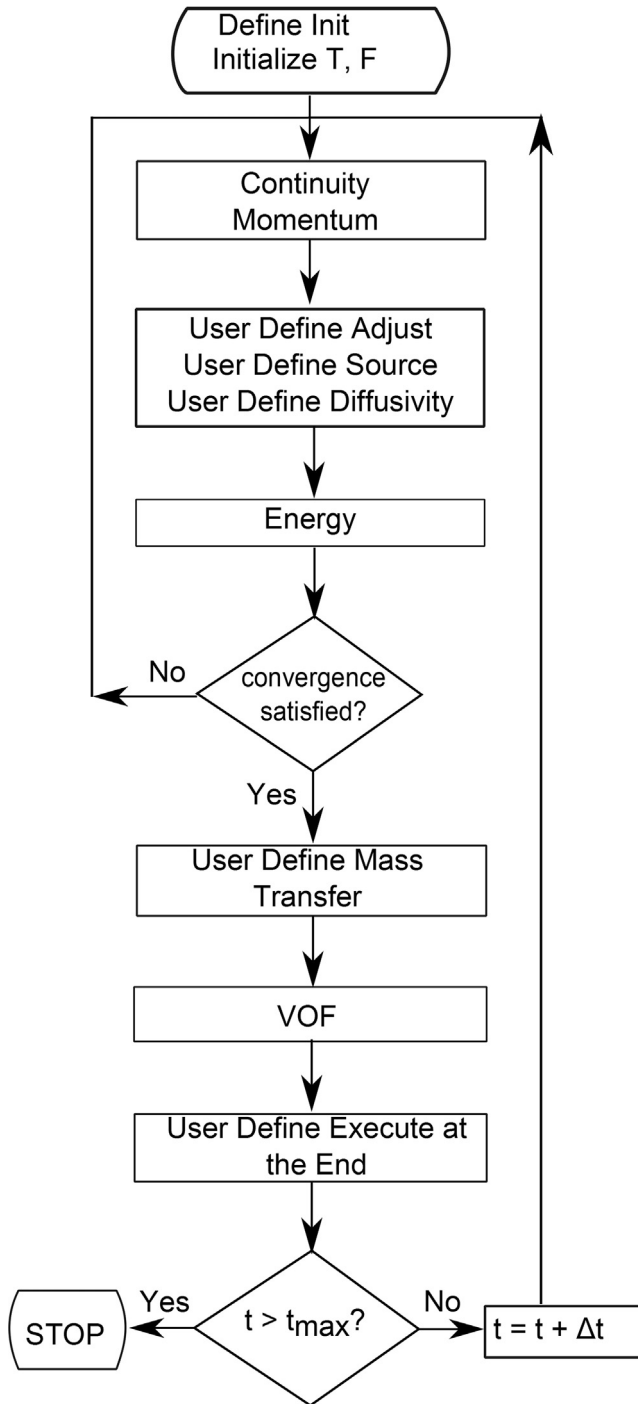 Define Init
Initialize T, F
Continuity
Momentum
User Define Adjust
User Define Source
User Define Diffusivity
Energy
No
convergence
satisfied?
Yes
User Define Mass
Transfer
VOF
User Define Execute at
the End
Yes
t > tmax?
No
STOP
t = t + Δt